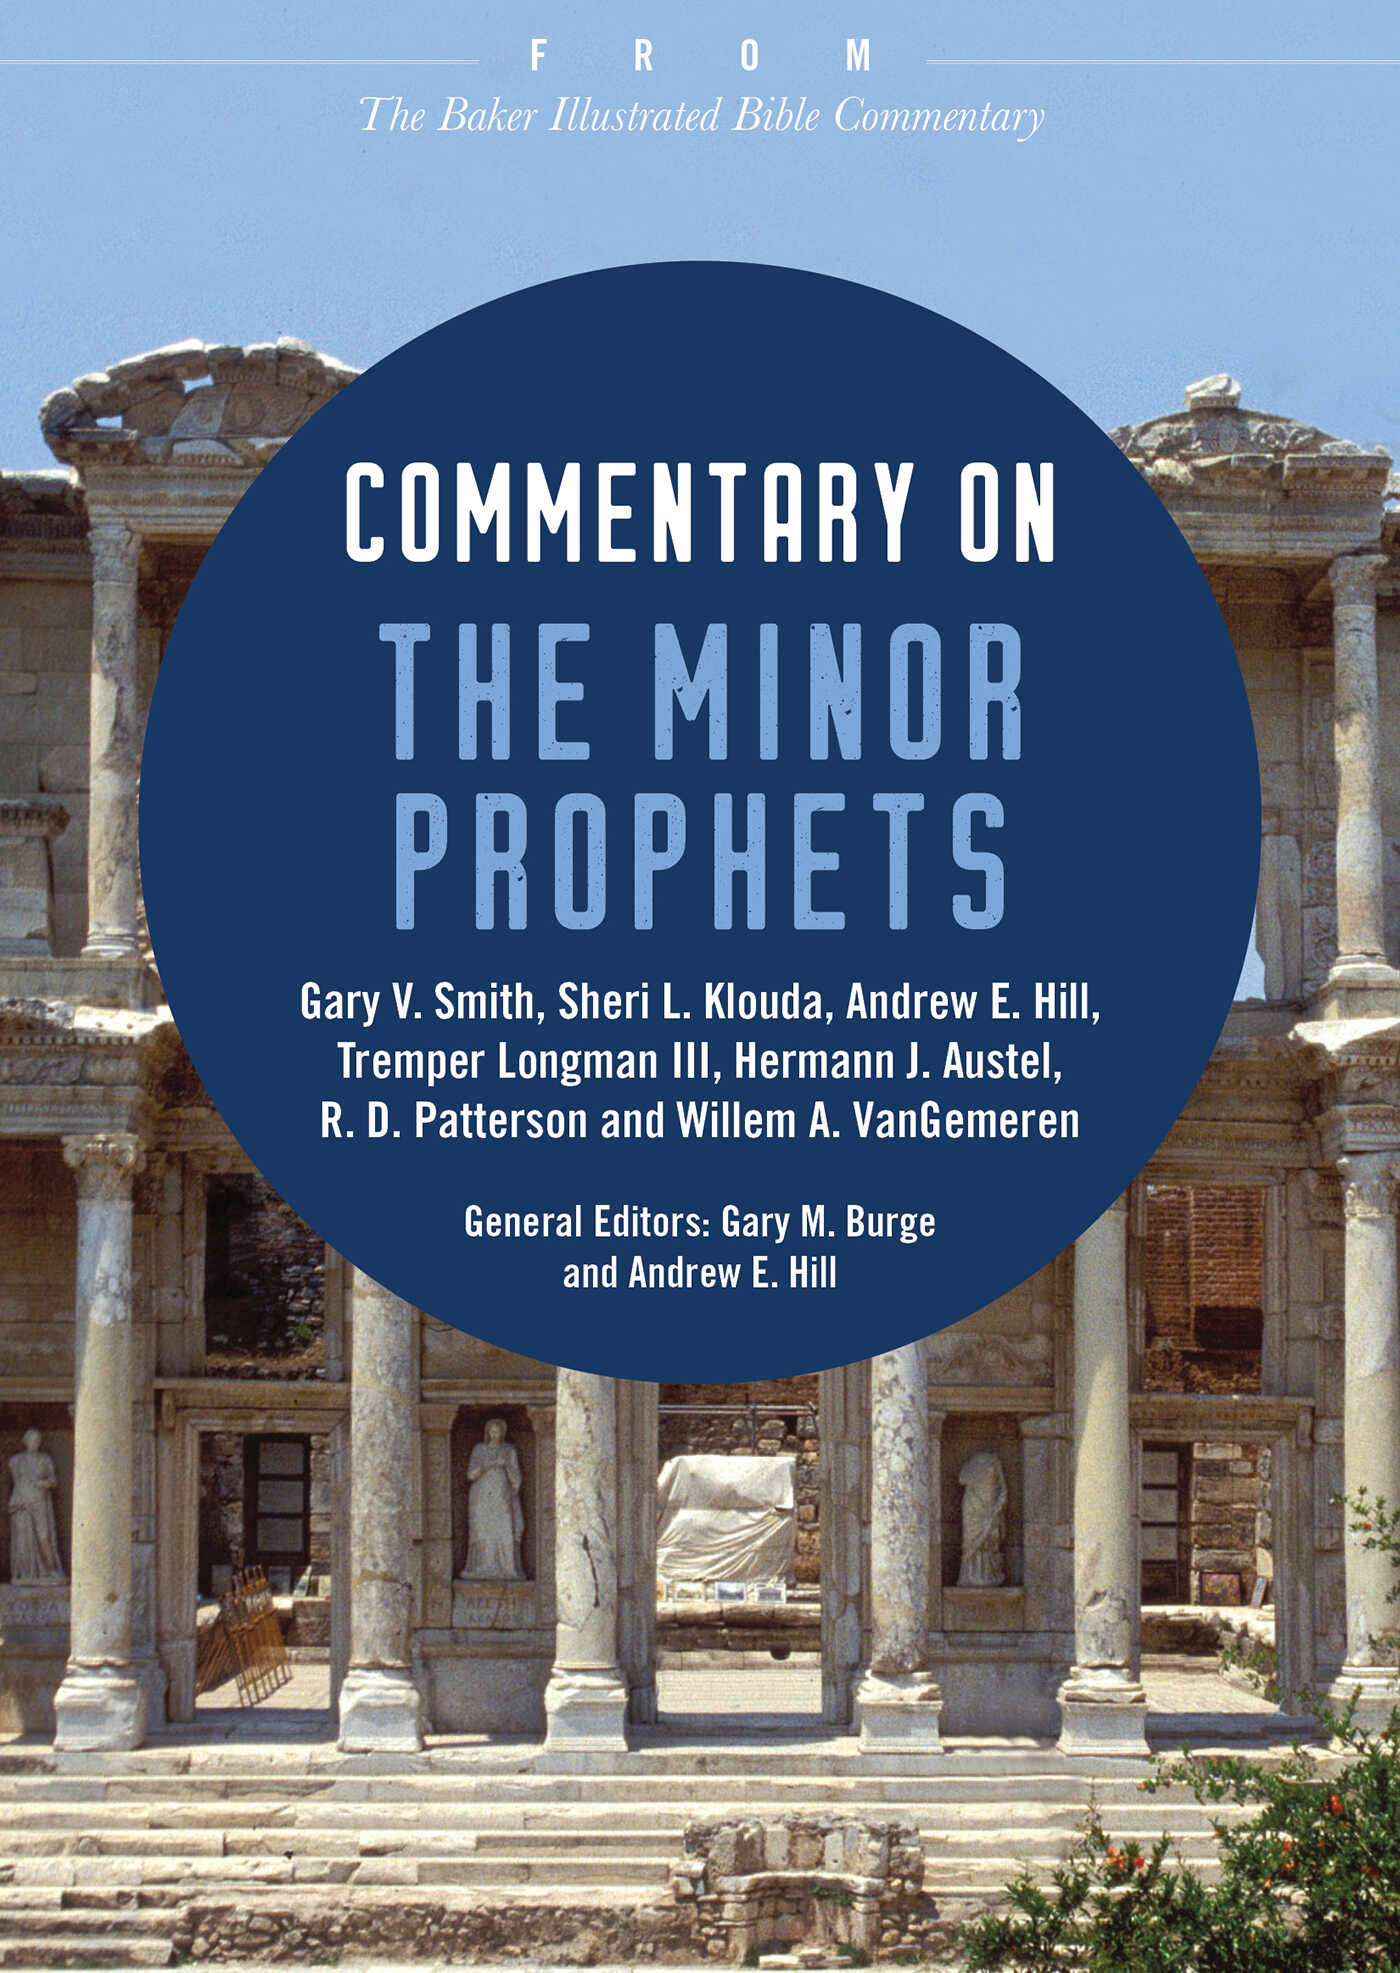 FROM
The Baker Illustrated Bible Commentary
COMMENTARY ON
THE MINOR
PROPHETS
Gary V. Smith, Sheri L. Klouda, Andrew E. Hill,
Tremper Longman III, Hermann J. Austel,
R. D. Patterson and Willem A. VanGemeren
General Editors: Gary M. Burge
and Andrew E. Hill